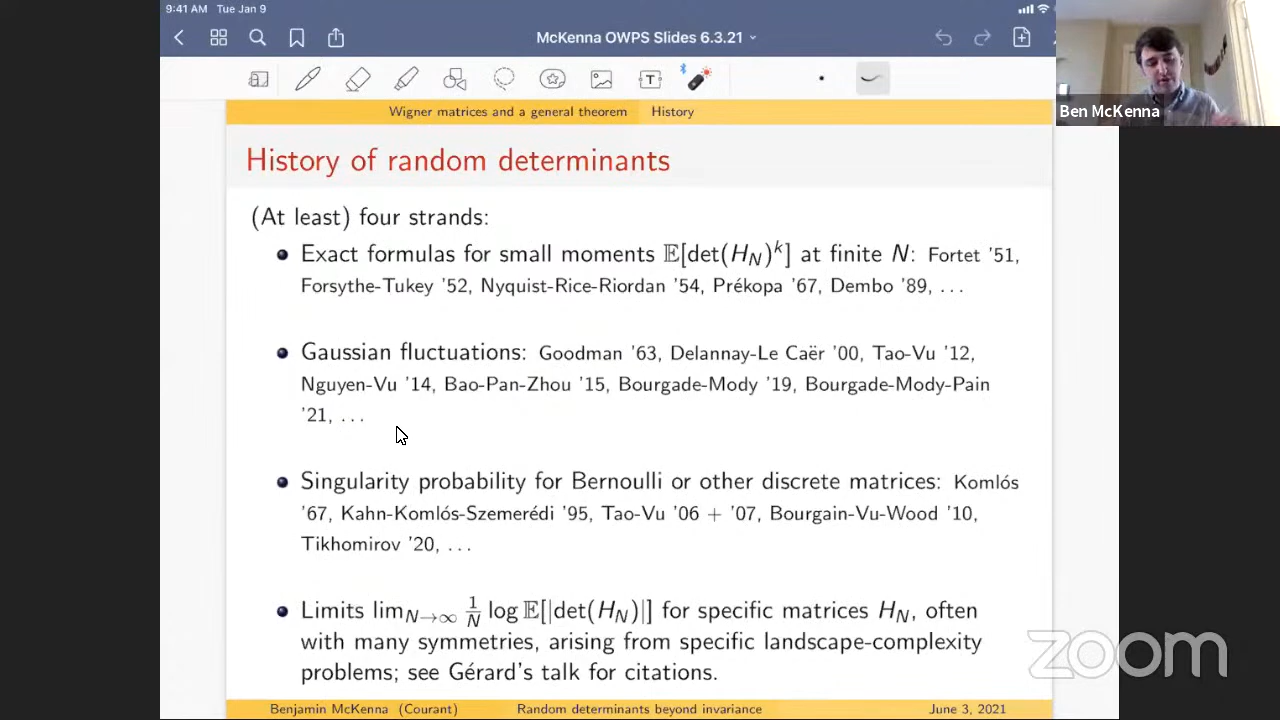 9:41 AM Tue Jan 9
McKenna OWPS Slides 6.3.21
T
Ben McKenna
Wigner matrices and a general theorem History
History of random determinants
(At least) four strands:
Exact formulas for small moments 𝔼[det(H_N)^k] at finite N: Fortet '51,
Forsythe-Tukey '52, Nyquist-Rice-Riordan '54, Prékopa '67, Dembo '89, ...
Gaussian fluctuations: Goodman '63, Delannay-Le Caër '00, Tao-Vu '12,
Nguyen-Vu '14, Bao-Pan-Zhou '15, Bourgade-Mody '19, Bourgade-Mody-Pain
'21, ...
Singularity probability for Bernoulli or other discrete matrices: Komlós
'67, Kahn-Komlós-Szemerédi '95, Tao-Vu '06 + '07, Bourgain-Vu-Wood '10,
Tikhomirov '20, ...
Limits lim_{N→∞} 1/N log 𝔼[|det(H_N)|] for specific matrices H_N, often
with many symmetries, arising from specific landscape-complexity
problems; see Gérard's talk for citations.
zoom
Benjamin McKenna (Courant) Random determinants beyond invariance June 3, 2021